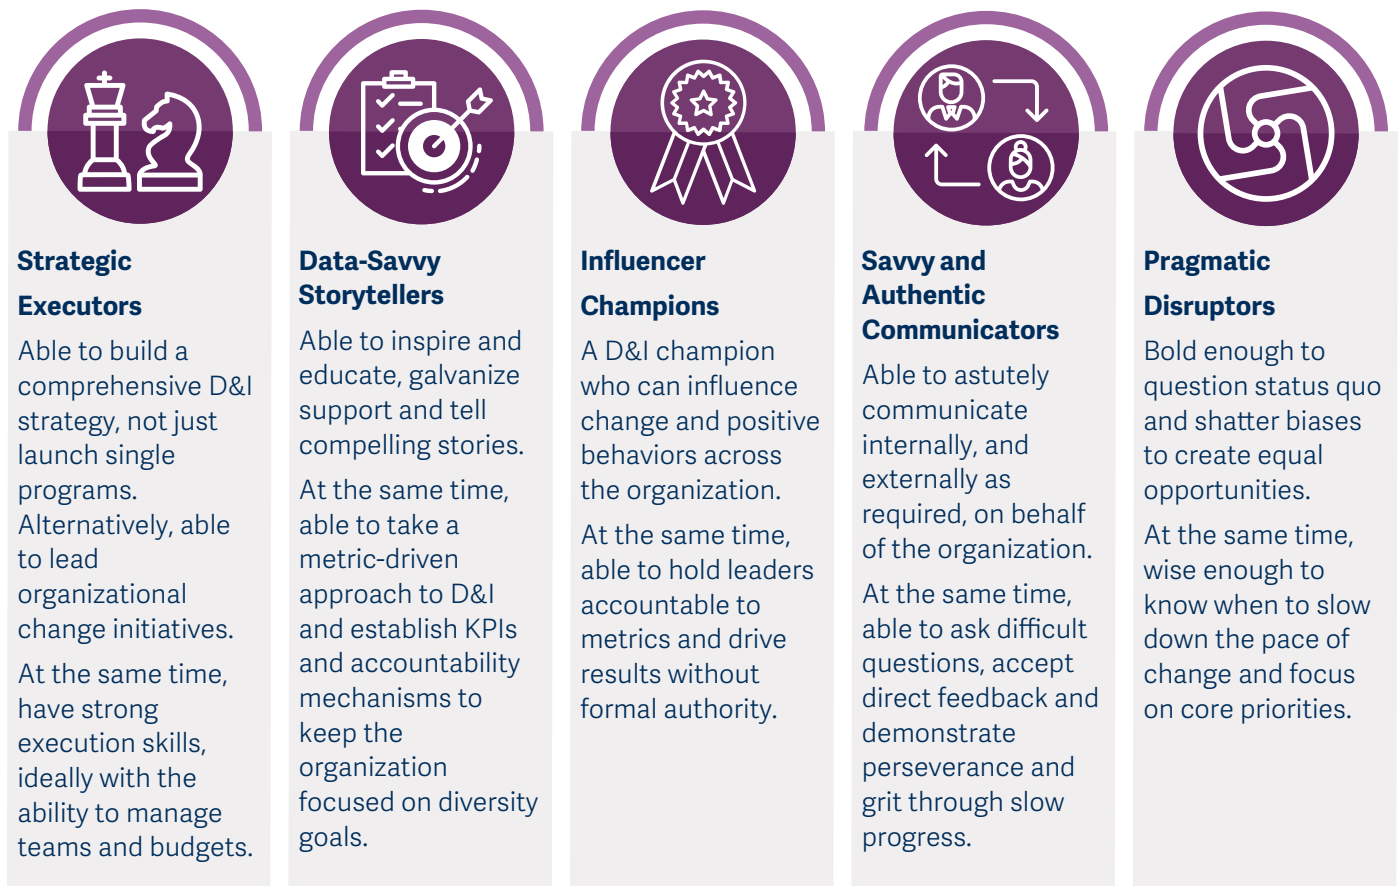 Strategic
Executors
Able to build a
comprehensive D&I
strategy, not just
launch single
programs.
Alternatively, able
to lead
organizational
change initiatives.
At the same time,
have strong
execution skills,
ideally with the
ability to manage
teams and budgets.
Data-Savvy
Storytellers
Able to inspire and
educate, galvanize
support and tell
compelling stories.
At the same time,
able to take a
metric-driven
approach to D&I
and establish KPIs
and accountability
mechanisms to
keep the
organization
focused on diversity
goals.
Influencer
Champions
A D&I champion
who can influence
change and positive
behaviors across
the organization.
At the same time,
able to hold leaders
accountable to
metrics and drive
results without
formal authority.
Savvy and
Authentic
Communicators
Able to astutely
communicate
internally, and
externally as
required, on behalf
of the organization.
At the same time,
able to ask difficult
questions, accept
direct feedback and
demonstrate
perseverance and
grit through slow
progress.
Pragmatic
Disruptors
Bold enough to
question status quo
and shatter biases
to create equal
opportunities.
At the same time,
wise enough to
know when to slow
down the pace of
change and focus
on core priorities.